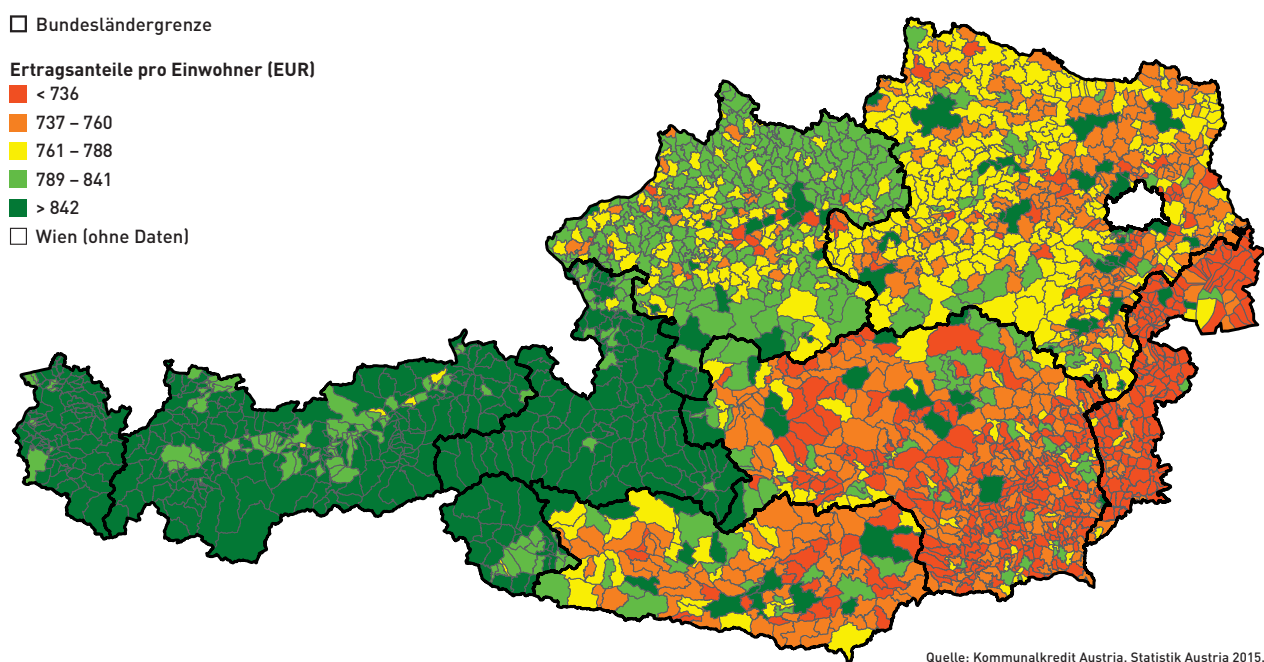 Bundesländergrenze
Ertragsanteile pro Einwohner (EUR)
< 736
737 – 760
761 – 788
789 – 841
> 842
Wien (ohne Daten)
Quelle: Kommunalkredit Austria, Statistik Austria 2015.